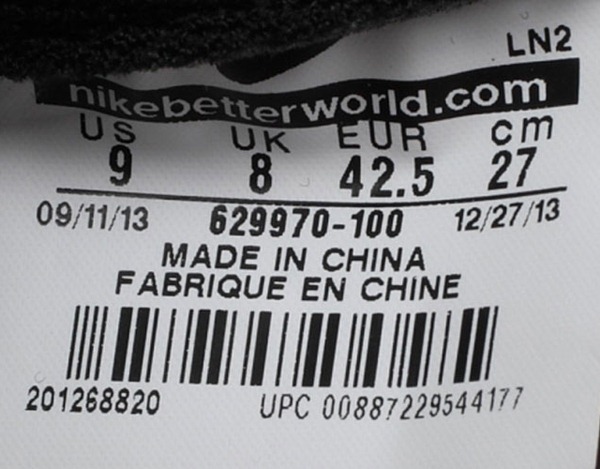 LN2
nikebetterworld.com
US UK EUR cm
9 8 42.5 27
09/11/13 629970-100 12/27/13
MADE IN CHINA
FABRIQUE EN CHINE
201268820 UPC 00887229544177